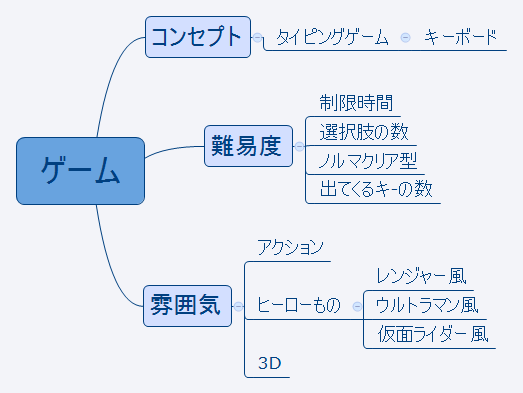 コンセプト
タイピングゲーム
キーボード
ゲーム
難易度
制限時間
選択肢の数
ノルマクリア型
出てくるキーの数
雰囲気
アクション
ヒーローもの
レンジャー風
ウルトラマン風
仮面ライダー風
3D